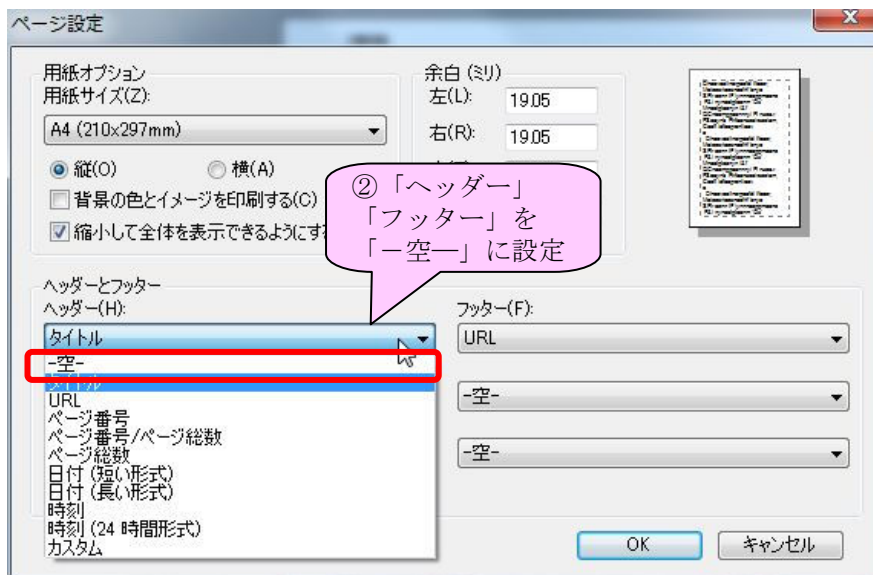 ページ設定
用紙オプション
用紙サイズ(Z):
A4 (210x297mm)
縦(O)
横(A)
背景の色とイメージを印刷する(C)
縮小して全体を表示できるようにす
余白 (ミリ)
左(L):
19.05
右(R):
19.05
②「ヘッダー」
「フッター」を
「－空―」に設定
ヘッダーとフッター
ヘッダー(H):
タイトル
-空-
タイトル
URL
ページ番号
ページ番号/ページ総数
ページ総数
日付 (短い形式)
日付 (長い形式)
時刻
時刻 (24 時間形式)
カスタム
フッター(F):
URL
-空-
-空-
OK
キャンセル